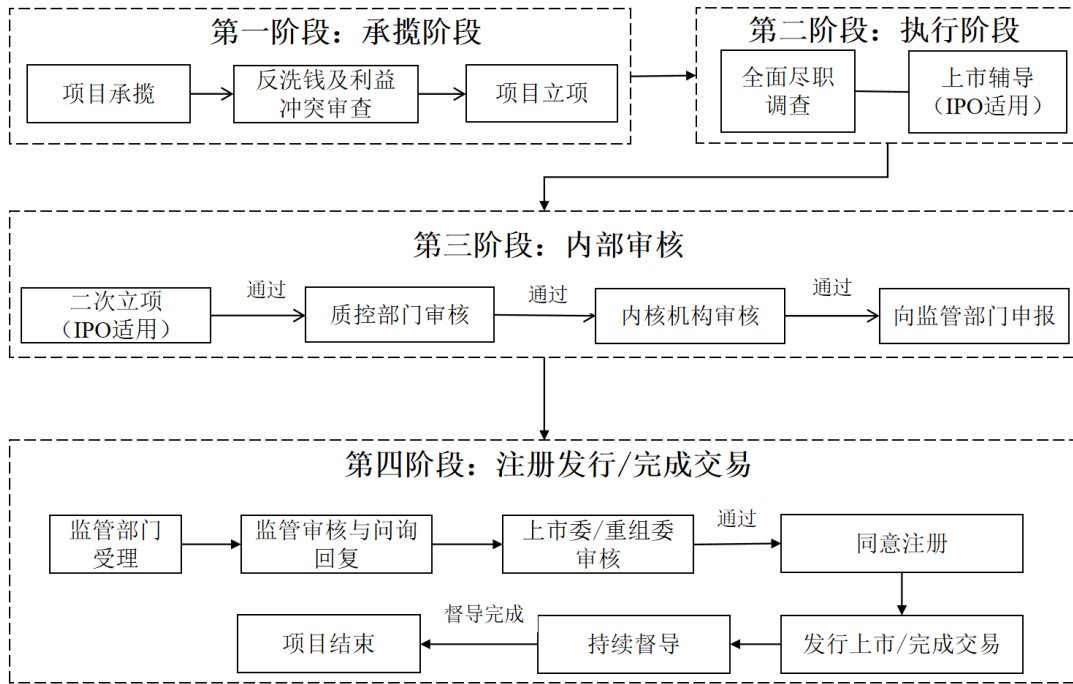 第一阶段：承揽阶段
项目承揽
反洗钱及利益
冲突审查
项目立项
第二阶段：执行阶段
全面尽职
调查
上市辅导
（IPO适用）
第三阶段：内部审核
二次立项
（IPO适用）
通过
质控部门审核
通过
内核机构审核
通过
向监管部门申报
第四阶段：注册发行/完成交易
监管部门
受理
监管审核与问询
回复
上市委/重组委
审核
通过
同意注册
发行上市/完成交易
持续督导
督导完成
项目结束